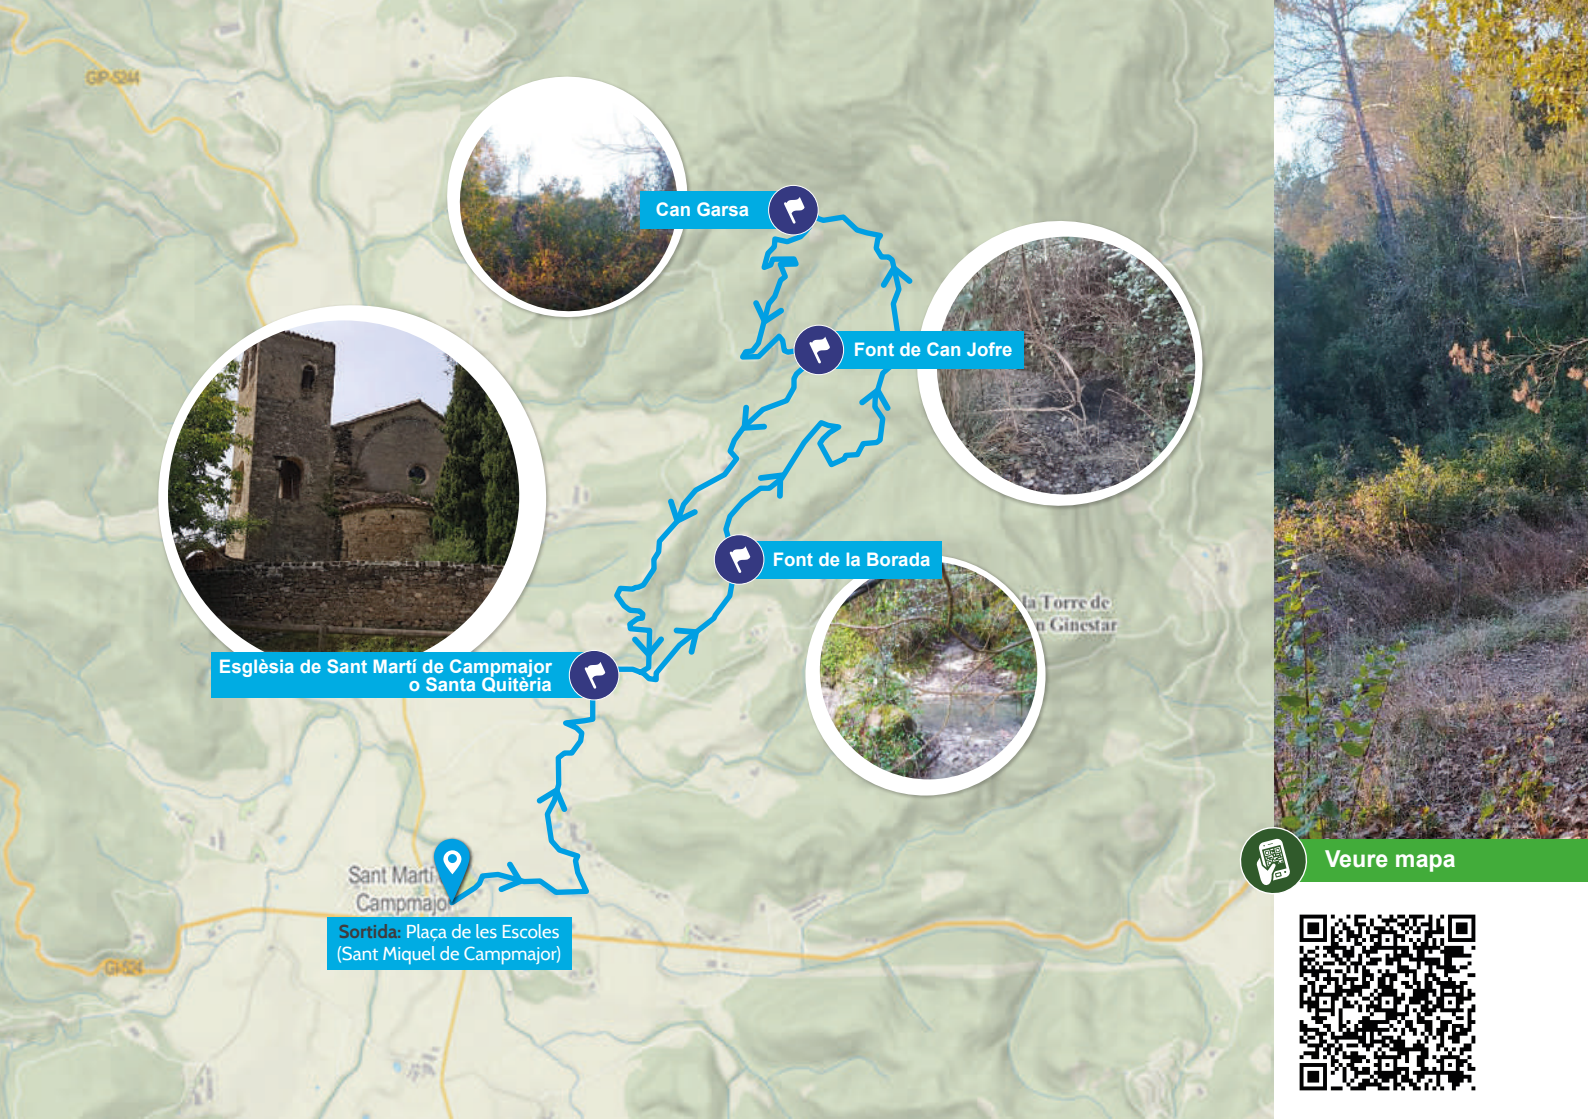 GIP-5244
Can Garsa
Font de Can Jofre
Font de la Borada
la Torre de
n Ginestar
Esglèsia de Sant Martí de Campmajor
o Santa Quitèria
Sant Martí
Campmajor
Sortida: Plaça de les Escoles
(Sant Miquel de Campmajor)
GI-524
Veure mapa